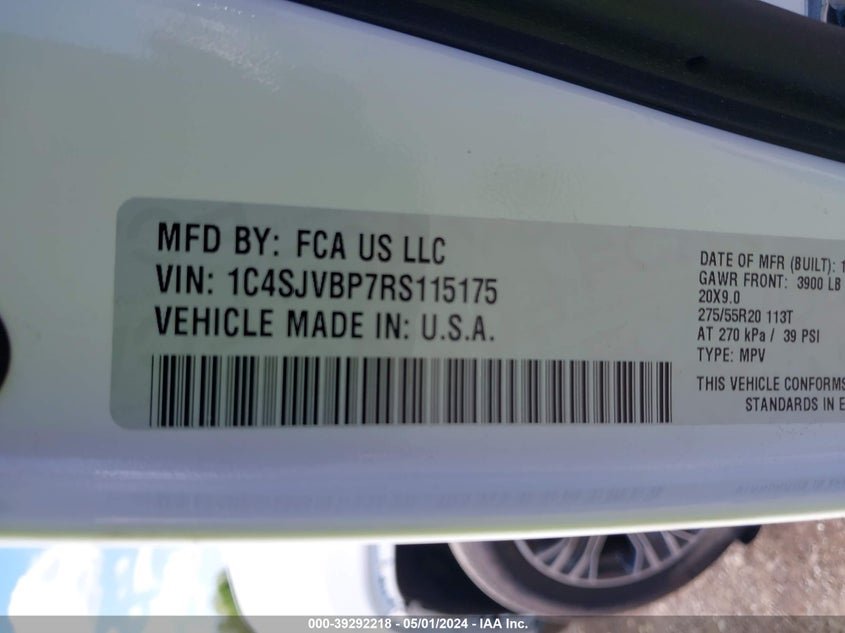 MFD BY: FCA US LLC
VIN: 1C4SJVBP7RS115175
VEHICLE MADE IN: U.S.A.
DATE OF MFR (BUILT): 1
GAWR FRONT: 3900 LB
20X9.0
275/55R20 113T
AT 270 kPa / 39 PSI
TYPE: MPV
THIS VEHICLE CONFORMS
STANDARDS IN E
000-39292218 - 05/01/2024 - IAA Inc.